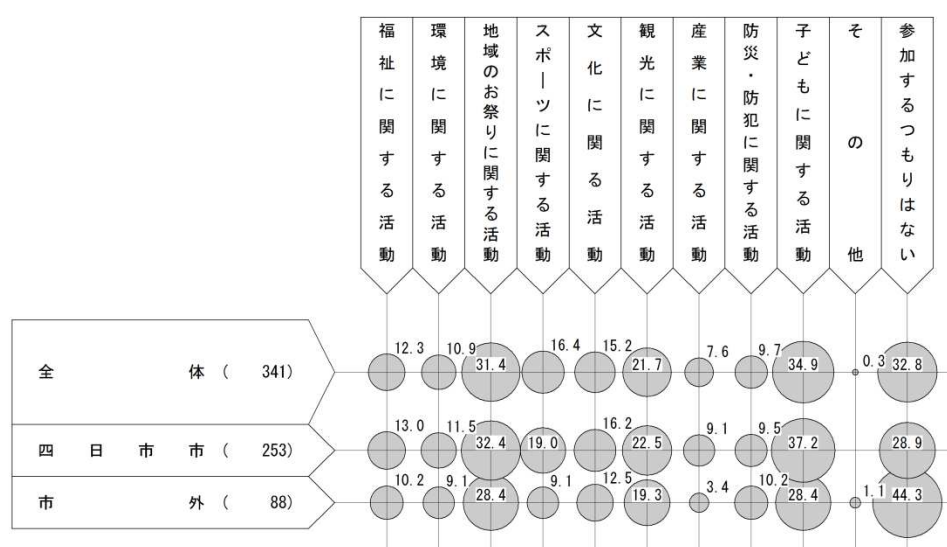 福祉に関する活動
環境に関する活動
地域のお祭りに関する活動
スポーツに関する活動
文化に関る活動
観光に関する活動
産業に関する活動
防災・防犯に関する活動
子どもに関する活動
その他
参加するつもりはない
全体 ( 341) 12.3 10.9 31.4 16.4 15.2 21.7 7.6 9.7 34.9 0.3 32.8
四日市市 ( 253) 13.0 11.5 32.4 19.0 16.2 22.5 9.1 9.5 37.2 28.9
市外 ( 88) 10.2 9.1 28.4 9.1 12.5 19.3 3.4 10.2 28.4 1.1 44.3